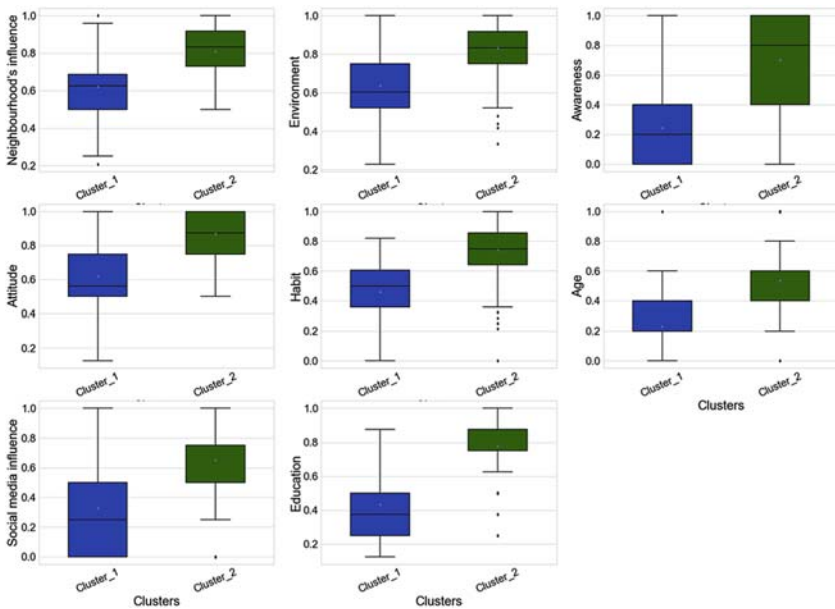 Neighbourhood's influence
1.0
0.8
0.6
0.4
0.2
Cluster_1
Cluster_2
Environment
1.0
0.8
0.6
0.4
0.2
Cluster_1
Cluster_2
Awareness
1.0
0.8
0.6
0.4
0.2
0.0
Cluster_1
Cluster_2
Attitude
1.0
0.8
0.6
0.4
0.2
Cluster_1
Cluster_2
Habit
1.0
0.8
0.6
0.4
0.2
0.0
Cluster_1
Cluster_2
Age
1.0
0.8
0.6
0.4
0.2
0.0
Cluster_1
Cluster_2
Clusters
Social media influence
1.0
0.8
0.6
0.4
0.2
0.0
Cluster_1
Cluster_2
Clusters
Education
1.0
0.8
0.6
0.4
0.2
Cluster_1
Cluster_2
Clusters